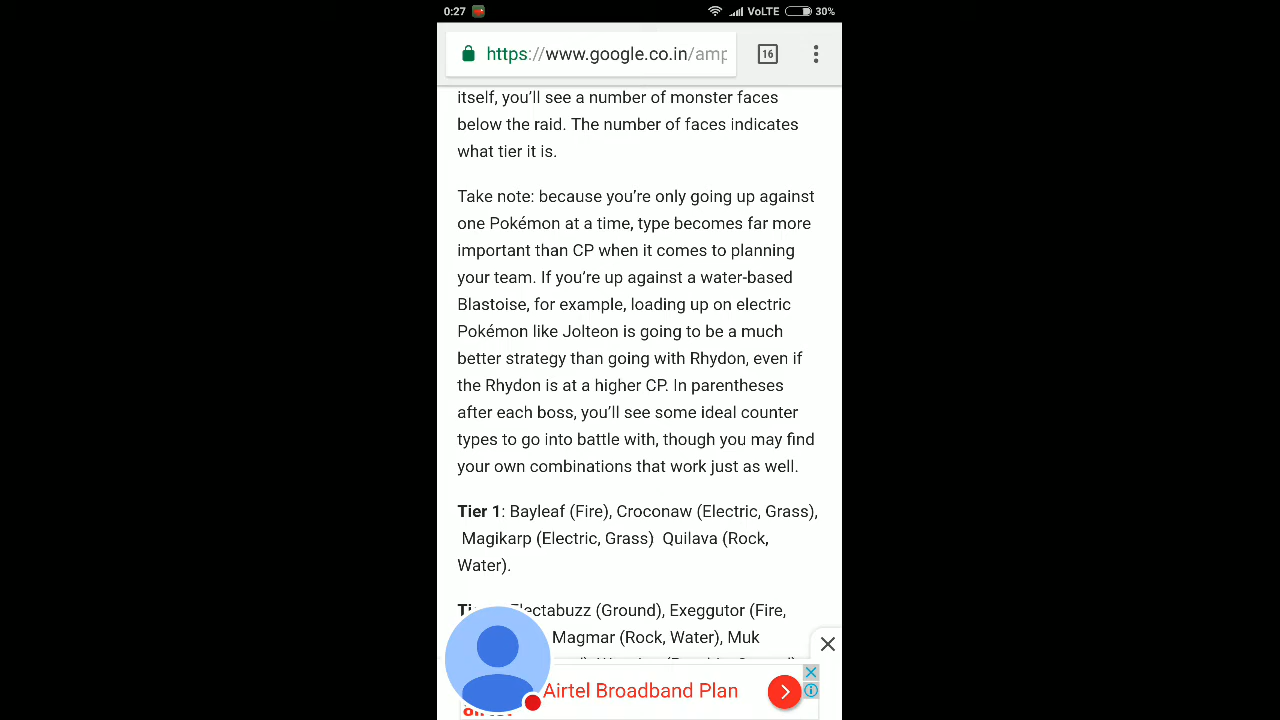 0:27 VoLTE 30%
https://www.google.co.in/amp 16
itself, you'll see a number of monster faces
below the raid. The number of faces indicates
what tier it is.
Take note: because you're only going up against
one Pokémon at a time, type becomes far more
important than CP when it comes to planning
your team. If you're up against a water-based
Blastoise, for example, loading up on electric
Pokémon like Jolteon is going to be a much
better strategy than going with Rhydon, even if
the Rhydon is at a higher CP. In parentheses
after each boss, you'll see some ideal counter
types to go into battle with, though you may find
your own combinations that work just as well.
Tier 1: Bayleaf (Fire), Croconaw (Electric, Grass),
Magikarp (Electric, Grass) Quilava (Rock,
Water).
Electabuzz (Ground), Exeggutor (Fire,
Magmar (Rock, Water), Muk
Airtel Broadband Plan